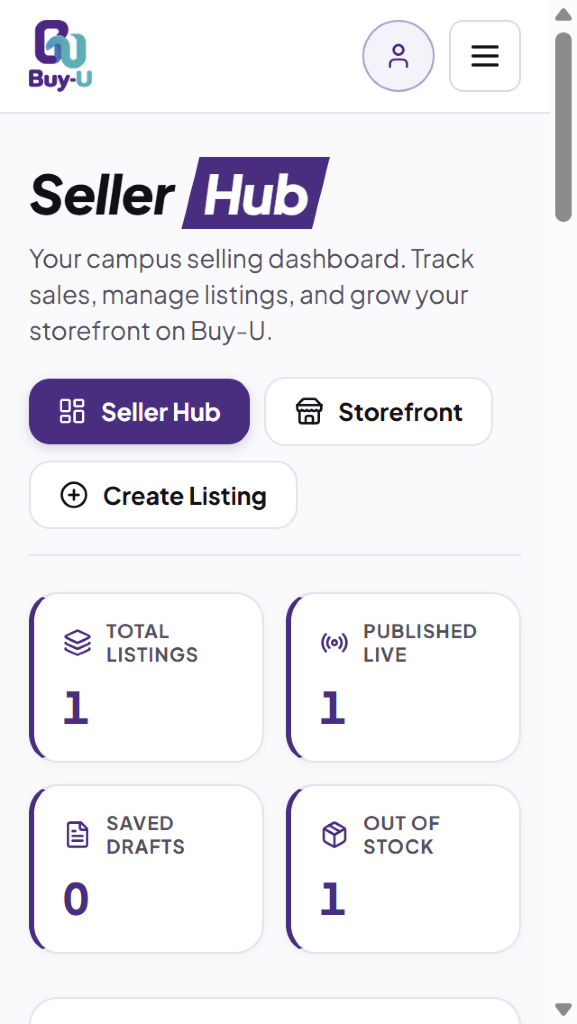 Buy-U
Seller Hub
Your campus selling dashboard. Track
sales, manage listings, and grow your
storefront on Buy-U.
Seller Hub
Storefront
Create Listing
TOTAL
LISTINGS
1
PUBLISHED
LIVE
1
SAVED
DRAFTS
0
OUT OF
STOCK
1